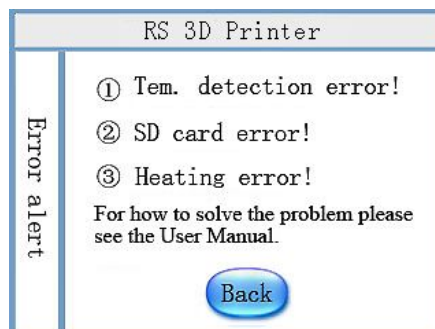 RS 3D Printer
Error alert
① Tem. detection error!
② SD card error!
③ Heating error!
For how to solve the problem please
see the User Manual.
Back